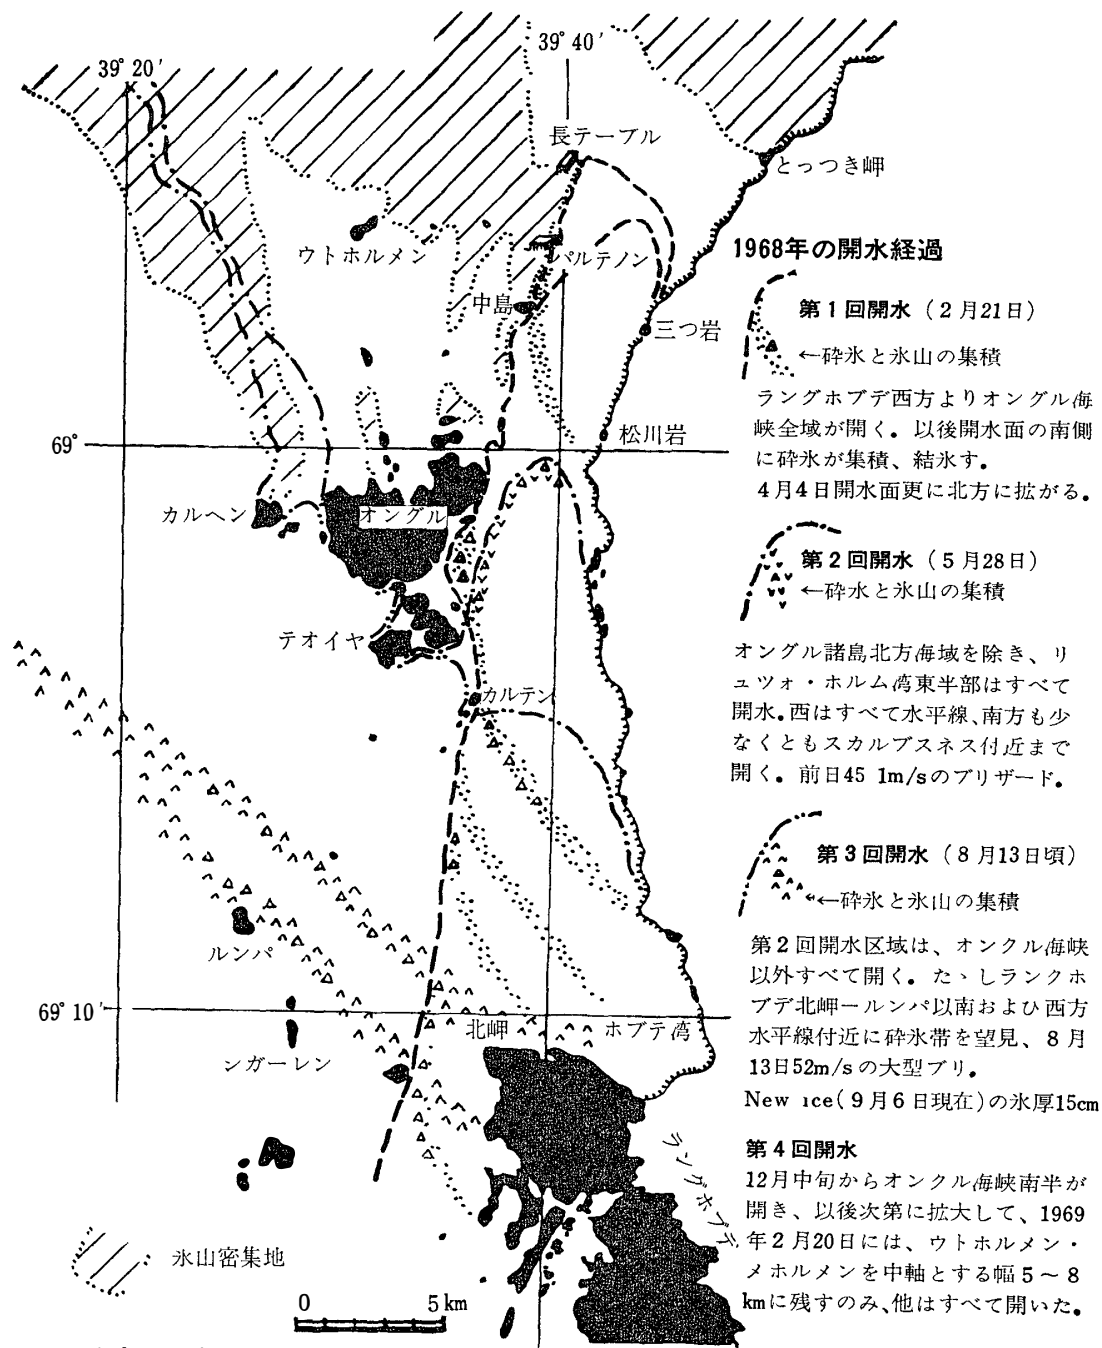 39°40′
39°20′
長テーブル
とっつき岬
ウトホルメン
パルテノン
中島
三つ岩
松川岩
69°
カルヘン
オングル
テオイヤ
カルテン
ルンパ
69°10′
北岬
ホブテ湾
ンガーレン
ラングホブデ
氷山密集地
0 5km
1968年の開水経過
第1回開水（2月21日）
←砕氷と氷山の集積
ラングホブデ西方よりオングル海
峡全域が開く。以後開水面の南側
に砕氷が集積、結氷す。
4月4日開水面更に北方に拡がる。
第2回開水（5月28日）
←砕氷と氷山の集積
オングル諸島北方海域を除き、リ
ュツォ・ホルム湾東半部はすべて
開水。西はすべて水平線、南方も少
なくともスカルブスネス付近まで
開く。前日45 1m/sのブリザード。
第3回開水（8月13日頃）
←砕氷と氷山の集積
第2回開水区域は、オンクル海峡
以外すべて開く。たゝしランクホ
ブデ北岬ールンパ以南および西方
水平線付近に砕氷帯を望見、8月
13日52m/sの大型ブリ。
New ice(9月6日現在)の氷厚15cm
第4回開水
12月中旬からオンクル海峡南半が
開き、以後次第に拡大して、1969
年2月20日には、ウトホルメン・
メホルメンを中軸とする幅5～8
kmに残すのみ、他はすべて開いた。